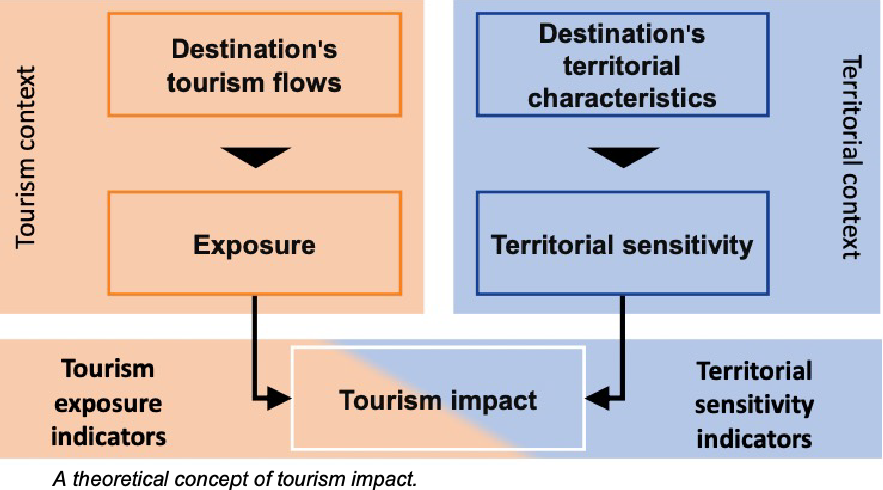 Tourism context
Destination's
tourism flows
Exposure
Destination's
territorial
characteristics
Territorial sensitivity
Territorial context
Tourism
exposure
indicators
Tourism impact
Territorial
sensitivity
indicators
A theoretical concept of tourism impact.